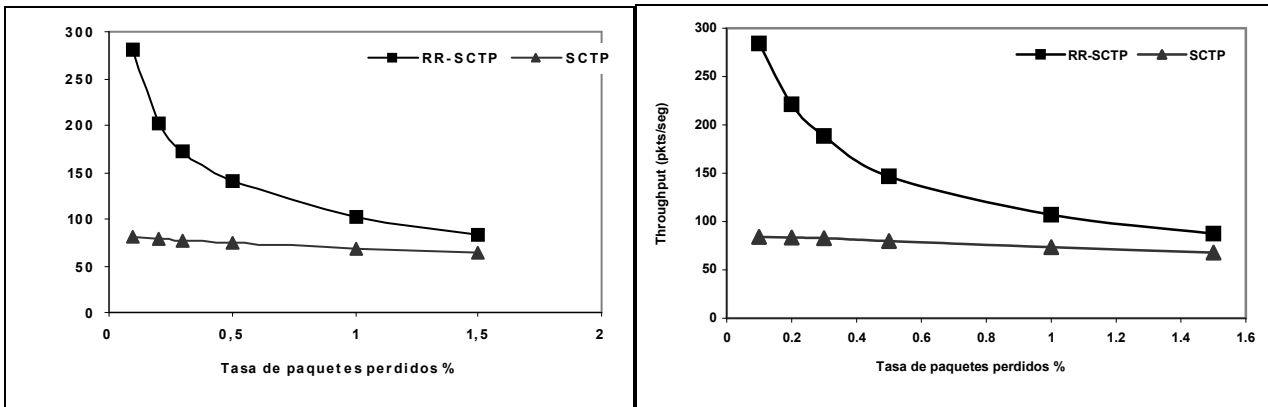 300
250
200
150
100
50
0
RR-SCTP SCTP
0 0,5 1 1,5 2
Tasa de paquetes perdidos %
Throughput (pkts/seg)
300
250
200
150
100
50
0
RR-SCTP SCTP
0 0.2 0.4 0.6 0.8 1 1.2 1.4 1.6
Tasa de paquetes perdidos %